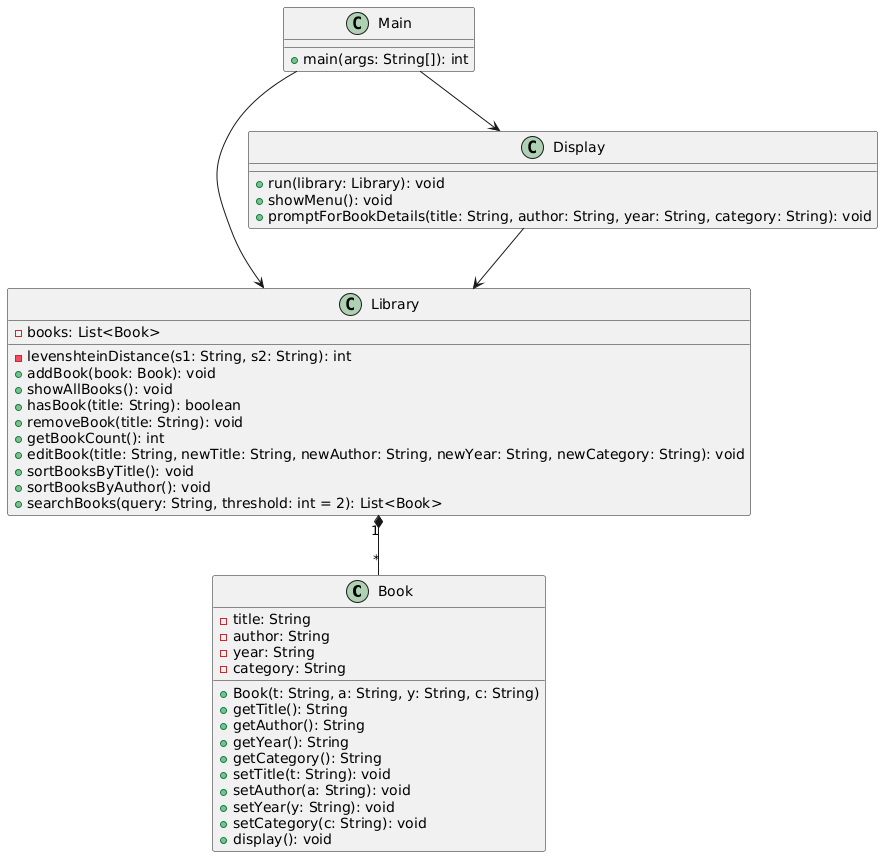 C Main
main(args: String[]): int
C Display
run(library: Library): void
showMenu(): void
promptForBookDetails(title: String, author: String, year: String, category: String): void
C Library
books: List<Book>
levenshteinDistance(s1: String, s2: String): int
addBook(book: Book): void
showAllBooks(): void
hasBook(title: String): boolean
removeBook(title: String): void
getBookCount(): int
editBook(title: String, newTitle: String, newAuthor: String, newYear: String, newCategory: String): void
sortBooksByTitle(): void
sortBooksByAuthor(): void
searchBooks(query: String, threshold: int = 2): List<Book>
1
*
C Book
title: String
author: String
year: String
category: String
Book(t: String, a: String, y: String, c: String)
getTitle(): String
getAuthor(): String
getYear(): String
getCategory(): String
setTitle(t: String): void
setAuthor(a: String): void
setYear(y: String): void
setCategory(c: String): void
display(): void